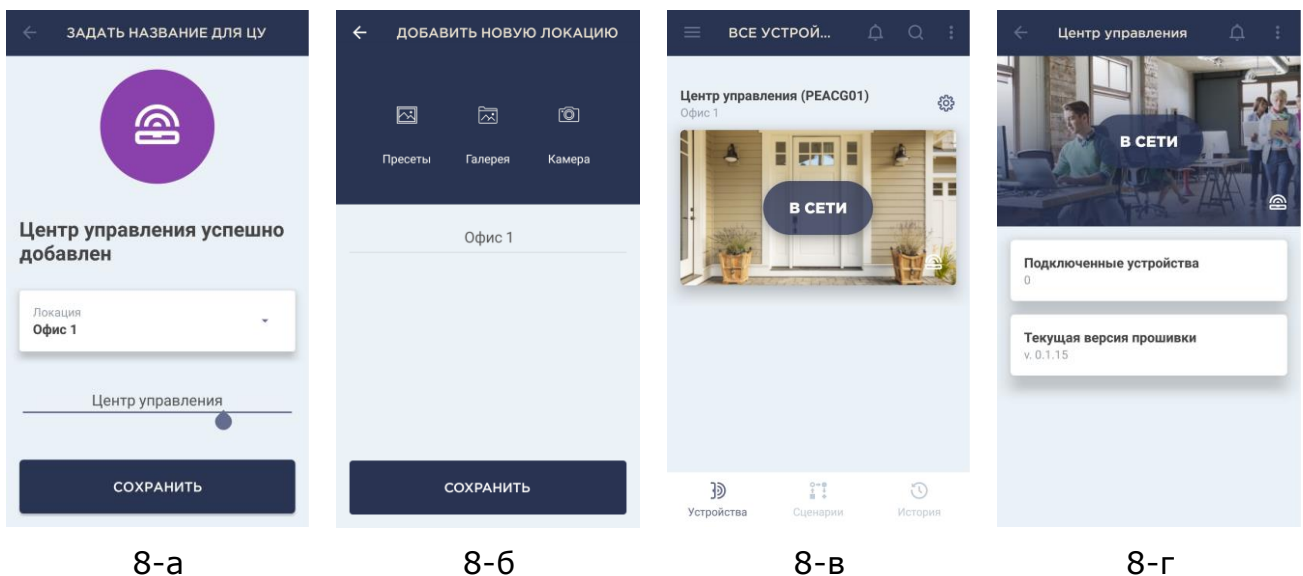 ЗАДАТЬ НАЗВАНИЕ ДЛЯ ЦУ
Центр управления успешно
добавлен
Локация
Офис 1
Центр управления
СОХРАНИТЬ
8-а
ДОБАВИТЬ НОВУЮ ЛОКАЦИЮ
Пресеты Галерея Камера
Офис 1
СОХРАНИТЬ
8-б
ВСЕ УСТРОЙ...
Центр управления (PEACG01)
Офис 1
В СЕТИ
Устройства Сценарии История
8-в
Центр управления
В СЕТИ
Подключенные устройства
0
Текущая версия прошивки
v. 0.1.15
8-г